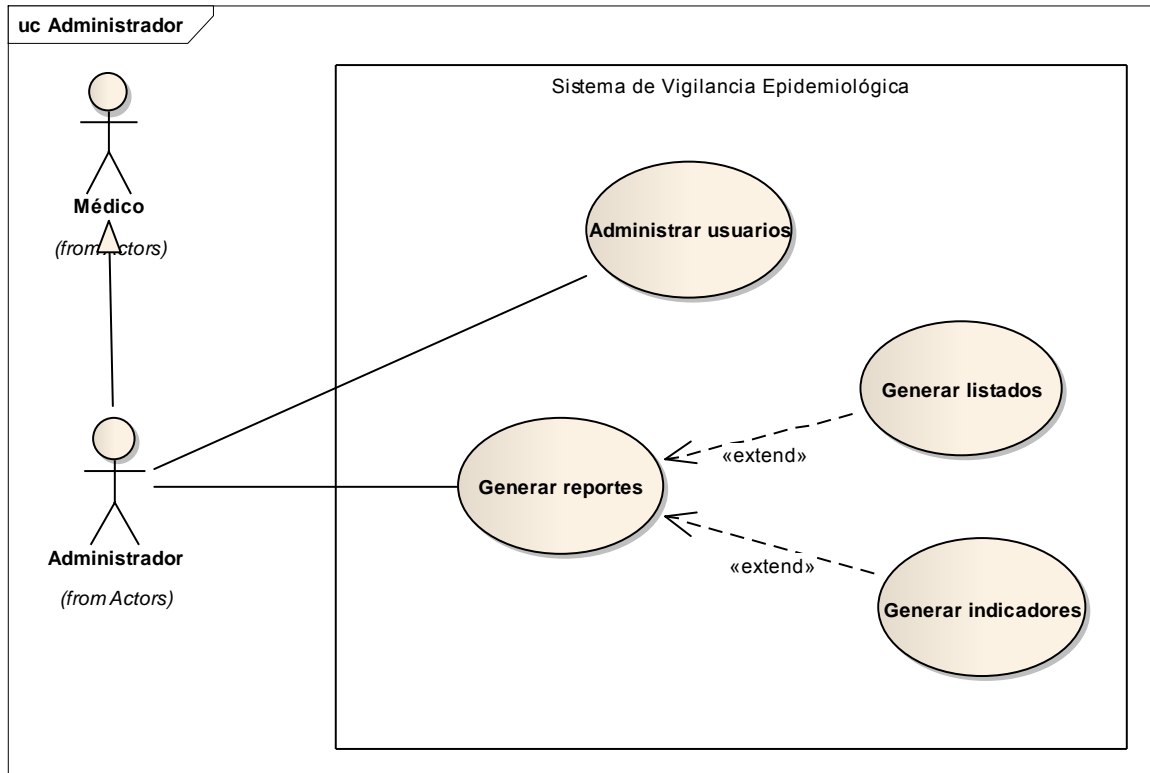 uc Administrador
Sistema de Vigilancia Epidemiológica
Médico
(from Actors)
Administrar usuarios
Generar listados
«extend»
Generar reportes
Administrador
«extend»
(from Actors)
Generar indicadores